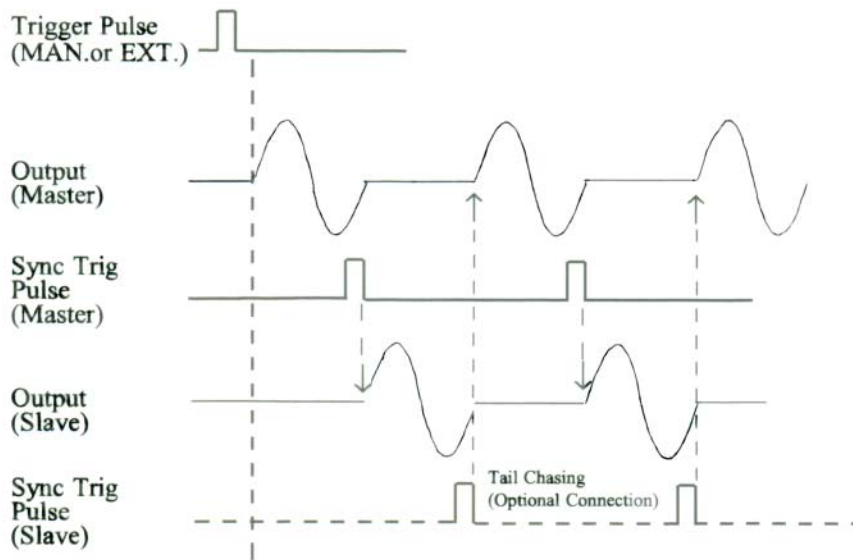 Trigger Pulse
(MAN.or EXT.)
Output
(Master)
Sync Trig
Pulse
(Master)
Output
(Slave)
Tail Chasing
(Optional Connection)
Sync Trig
Pulse
(Slave)